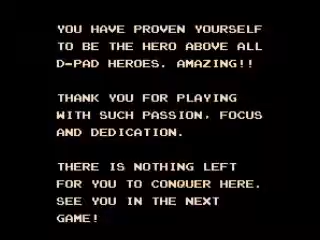 YOU HAVE PROVEN YOURSELF
TO BE THE HERO ABOVE ALL
D-PAD HEROES. AMAZING!!
THANK YOU FOR PLAYING
WITH SUCH PASSION, FOCUS
AND DEDICATION.
THERE IS NOTHING LEFT
FOR YOU TO CONQUER HERE.
SEE YOU IN THE NEXT
GAME!